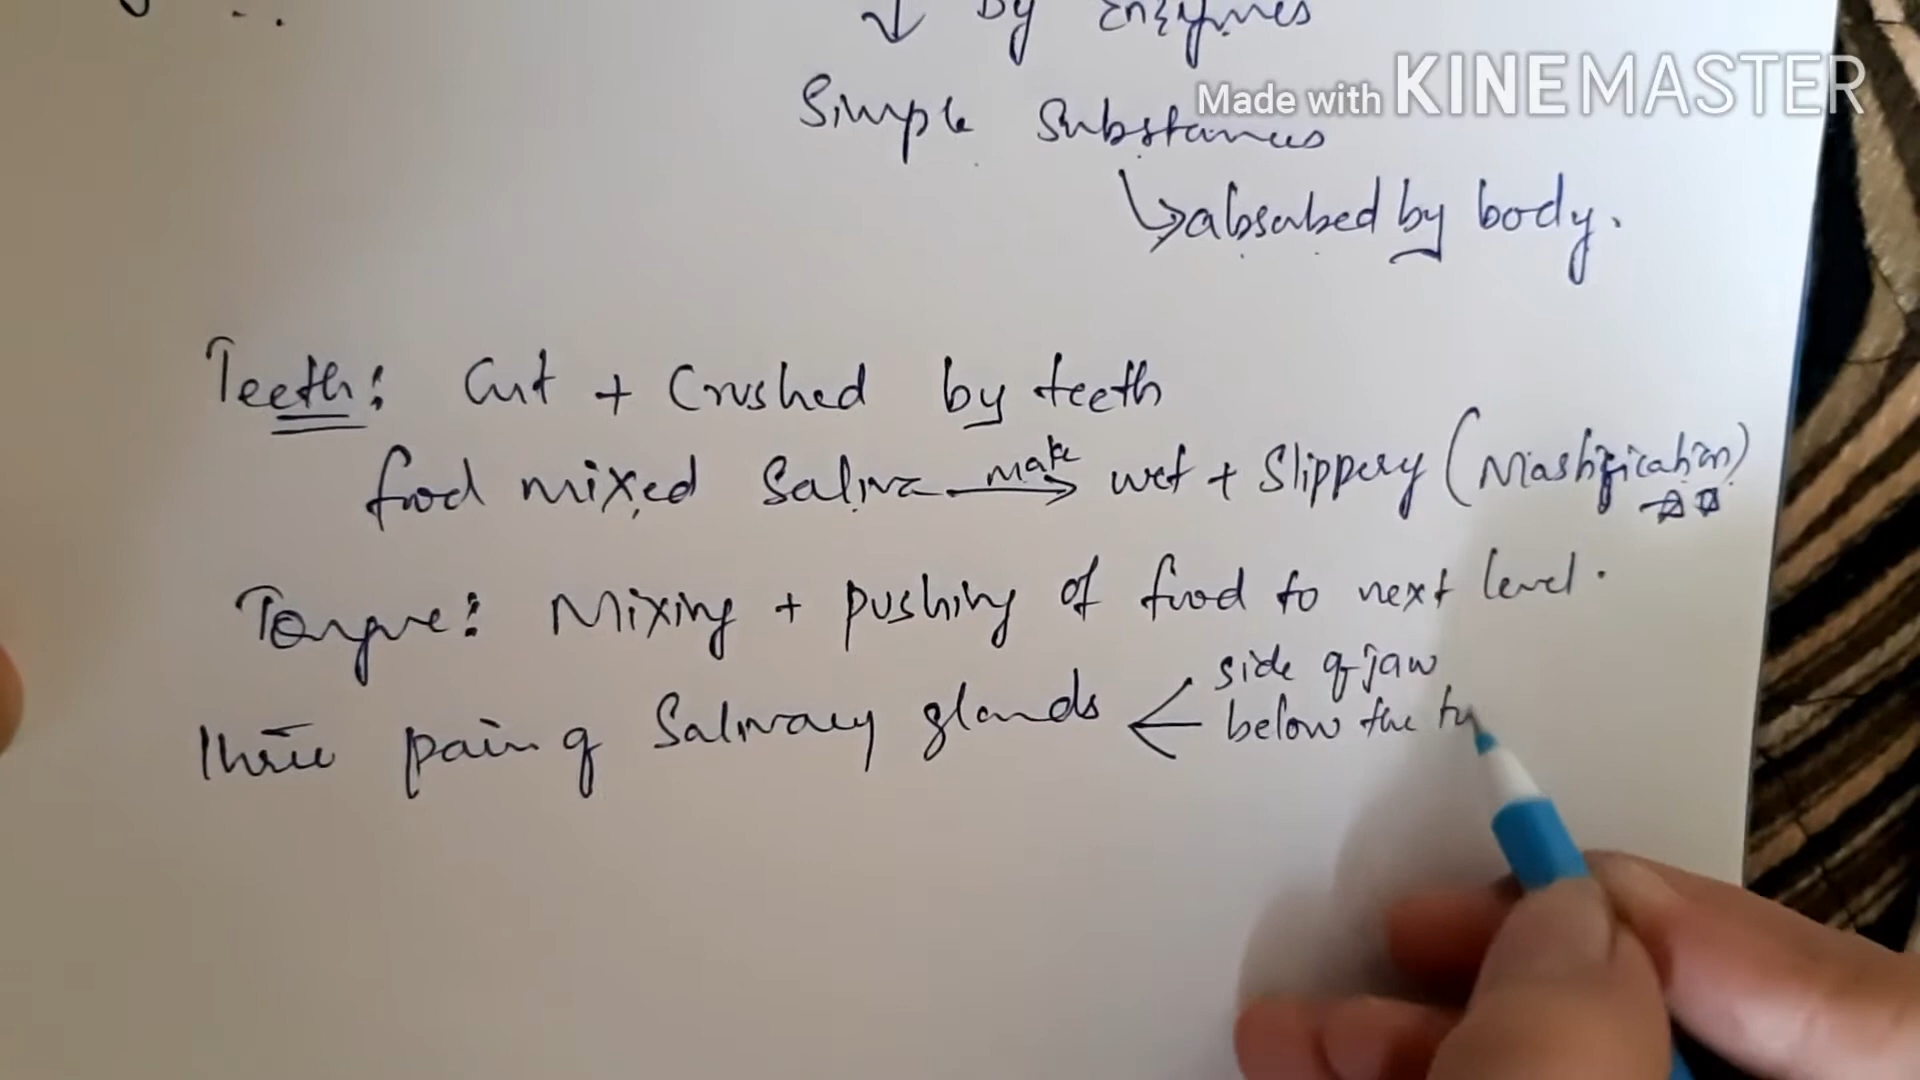 ↓ by Enzymes
Made with KINEMASTER
Simple Substances
↳ absorbed by body.
Teeth: Cut + Crushed by teeth
food mixed Saliva make → wet + Slippery (Mastification)
Tongue: Mixing + pushing of food to next level.
Three pair of Salivary glands < side of jaw
below the